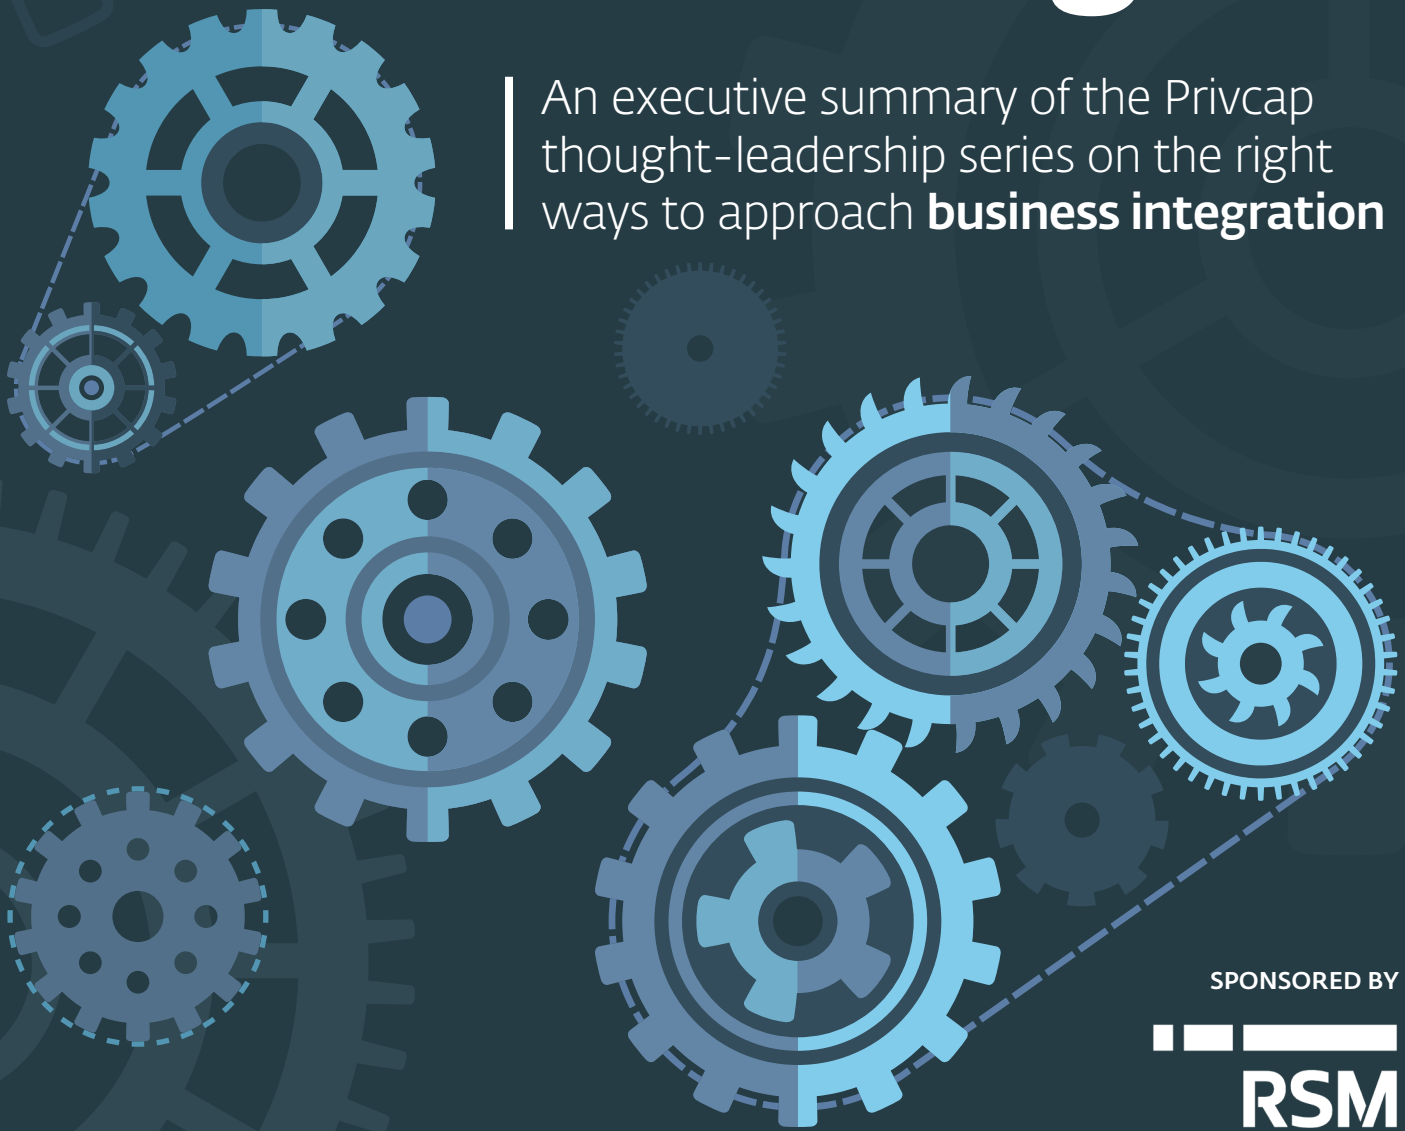 An executive summary of the Privcap
thought-leadership series on the right
ways to approach business integration
SPONSORED BY
RSM